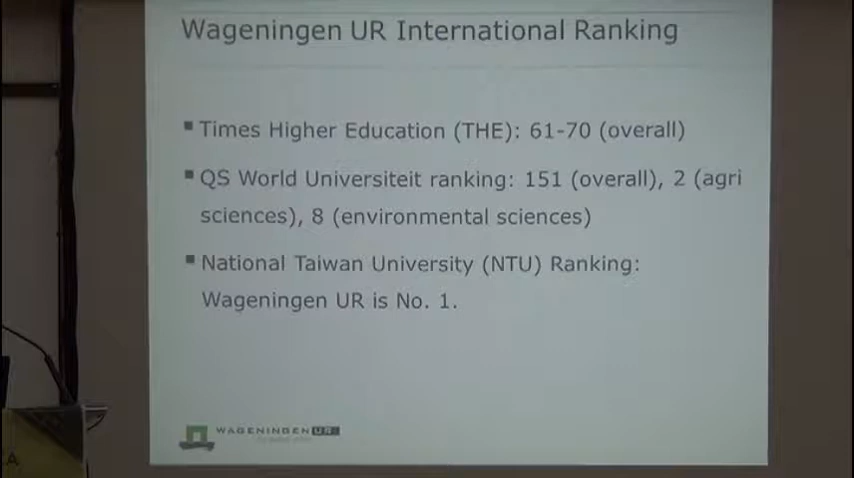 Wageningen UR International Ranking
Times Higher Education (THE): 61-70 (overall)
QS World Universiteit ranking: 151 (overall), 2 (agri
sciences), 8 (environmental sciences)
National Taiwan University (NTU) Ranking:
Wageningen UR is No. 1.
WAGENINGEN UR